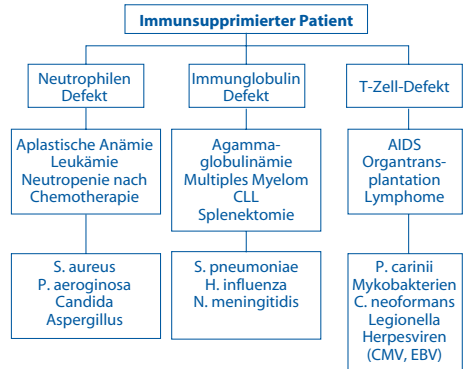 Immunsupprimierter Patient
Neutrophilen
Defekt
Aplastische Anämie
Leukämie
Neutropenie nach
Chemotherapie
S. aureus
P. aeroginosa
Candida
Aspergillus
Immunglobulin
Defekt
Agamma-
globulinämie
Multiples Myelom
CLL
Splenektomie
S. pneumoniae
H. influenza
N. meningitidis
T-Zell-Defekt
AIDS
Organtrans-
plantation
Lymphome
P. carinii
Mykobakterien
C. neoformans
Legionella
Herpesviren
(CMV, EBV)